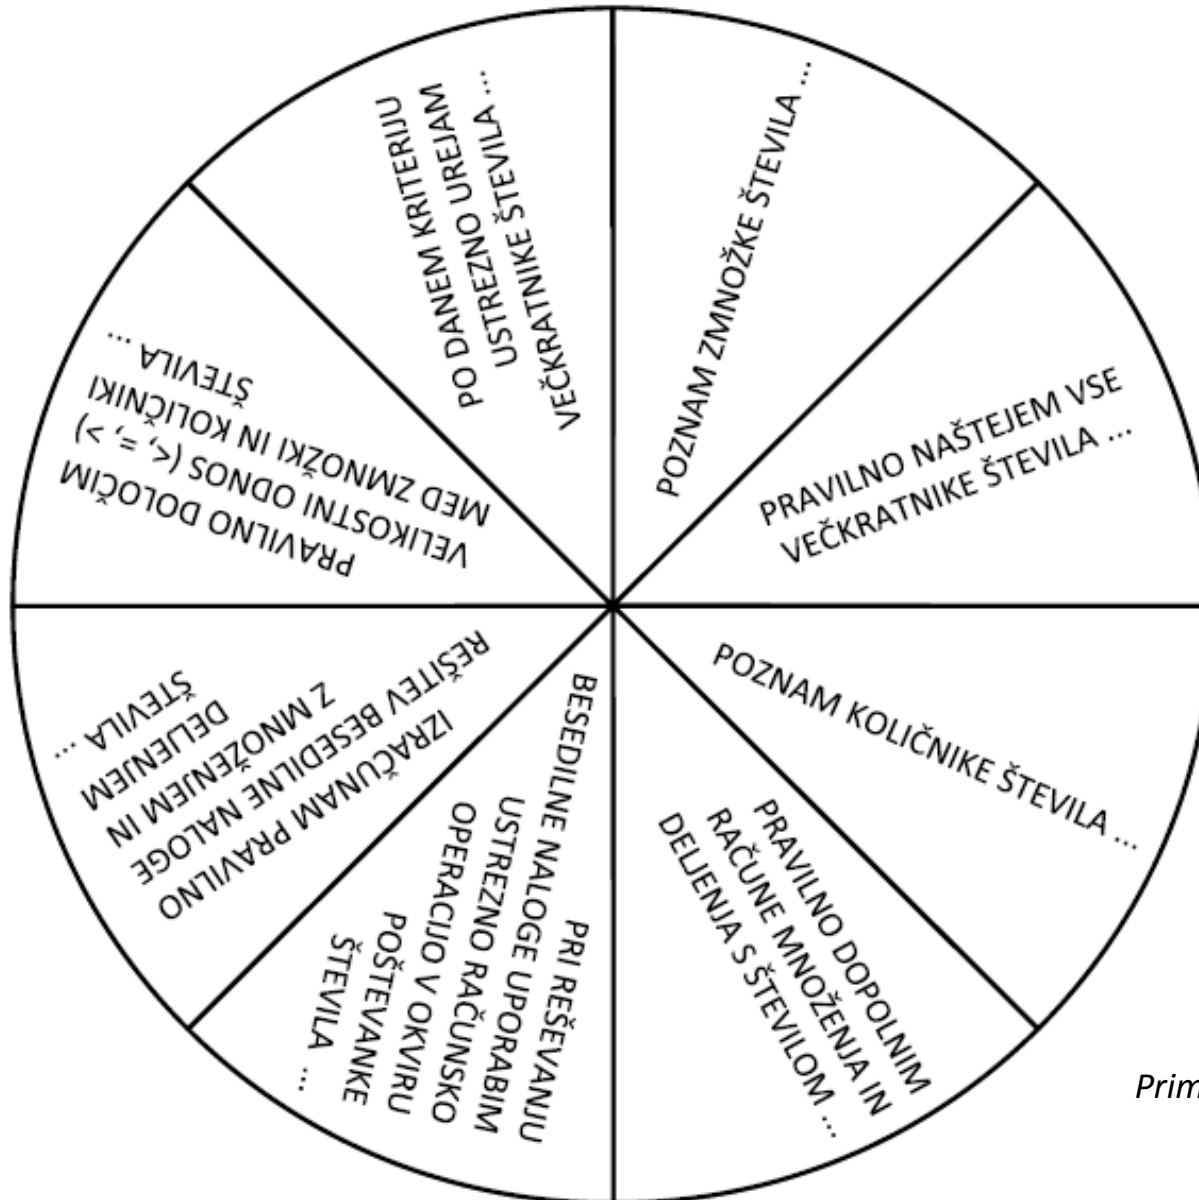 POZNAM ZMNOŽKE ŠTEVILA ...
PRAVILNO NAŠTEJEM VSE
VEČKRATNIKE ŠTEVILA ...
POZNAM KOLIČNIKE ŠTEVILA ...
PRAVILNO DOPOLNIM
RAČUNE MNOŽENJA IN
DELJENJA S ŠTEVILOM ...
PRI REŠEVANJU
BESEDILNE NALOGE UPORABIM
USTREZNO RAČUNSKO
OPERACIJO V OKVIRU
POŠTEVANKE
ŠTEVILA ...
IZRAČUNAM PRAVILNO
REŠITEV BESEDILNE NALOGE
Z MNOŽENJEM IN
DELJENJEM
ŠTEVILA ...
PRAVILNO DOLOČIM
VELIKOSTNI ODNOS (<, =, >)
MED ZMNOŽKI IN KOLIČNIKI
ŠTEVILA ...
PO DANEM KRITERIJU
USTREZNO UREJAM
VEČKRATNIKE ŠTEVILA ...
Prim